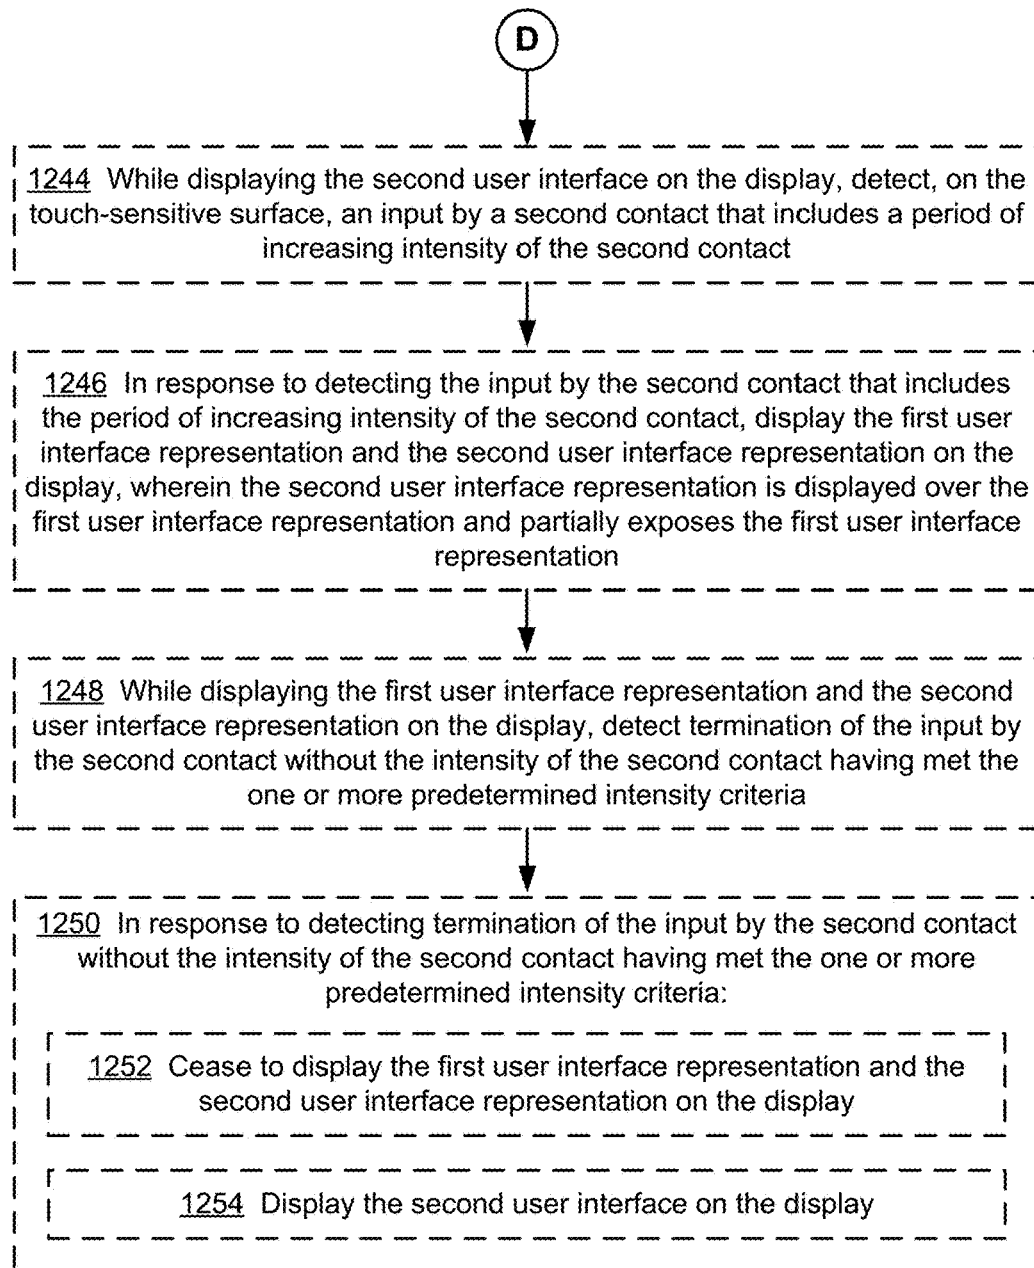 D
1244 While displaying the second user interface on the display, detect, on the
touch-sensitive surface, an input by a second contact that includes a period of
increasing intensity of the second contact
1246 In response to detecting the input by the second contact that includes
the period of increasing intensity of the second contact, display the first user
interface representation and the second user interface representation on the
display, wherein the second user interface representation is displayed over the
first user interface representation and partially exposes the first user interface
representation
1248 While displaying the first user interface representation and the second
user interface representation on the display, detect termination of the input by
the second contact without the intensity of the second contact having met the
one or more predetermined intensity criteria
1250 In response to detecting termination of the input by the second contact
without the intensity of the second contact having met the one or more
predetermined intensity criteria:
1252 Cease to display the first user interface representation and the
second user interface representation on the display
1254 Display the second user interface on the display